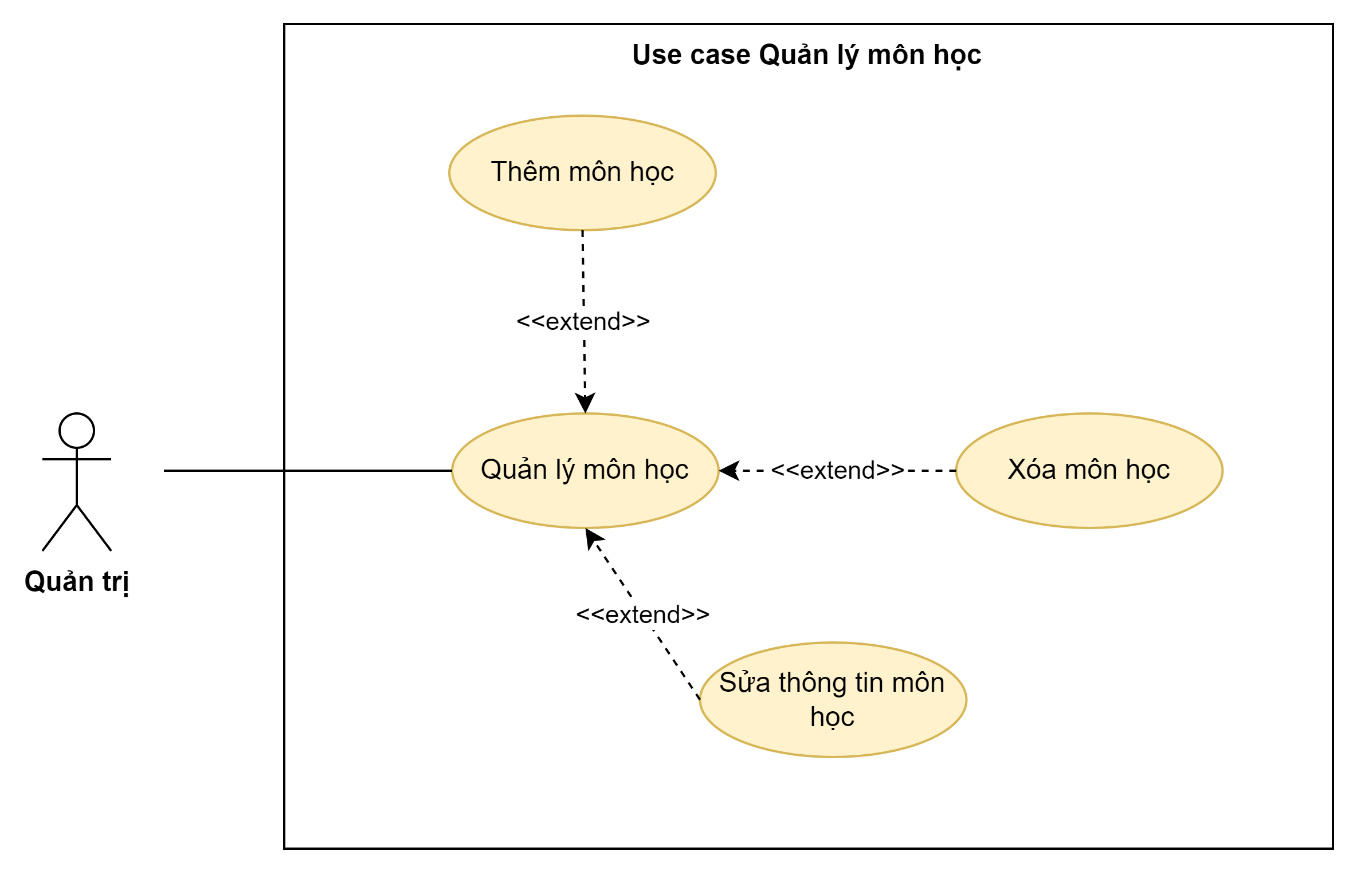 Use case Quản lý môn học
Thêm môn học
<<extend>>
Quản lý môn học
<<extend>>
Xóa môn học
Quản trị
<<extend>>
Sửa thông tin môn
học